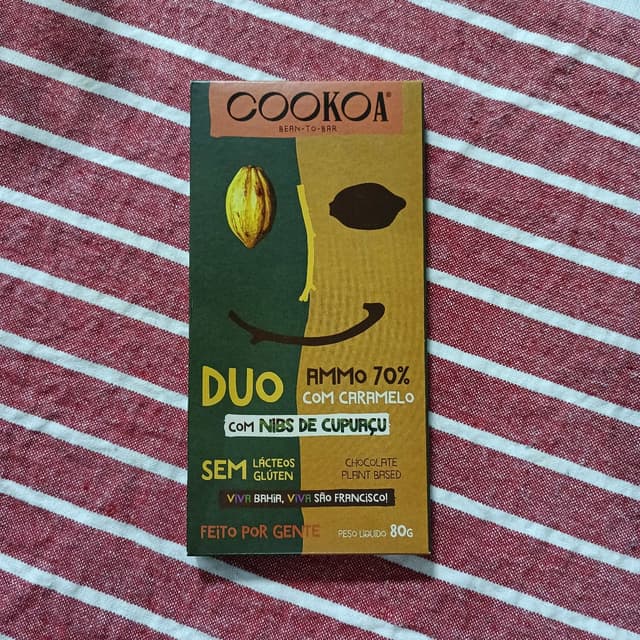 COOKOA®
BEAN-TO-BAR
DUO
AMMO 70%
COM CARAMELO
COM NIBS DE CUPUAÇU
SEM LÁCTEOS
GLÚTEN
CHOCOLATE
PLANT BASED
VIVA BAHIA, VIVA SÃO FRANCISCO!
FEITO POR GENTE
PESO LÍQUIDO 80G